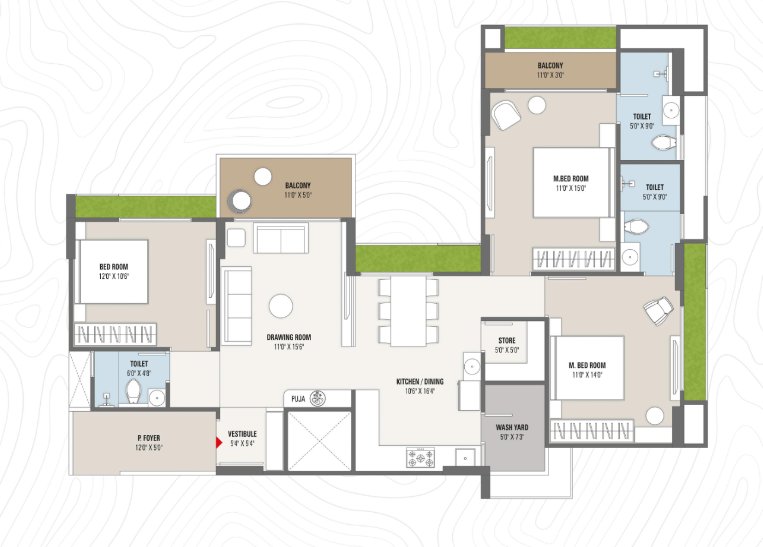 BALCONY
11'0" X 3'0"
TOILET
5'0" X 9'0"
M.BED ROOM
11'0" X 15'0"
TOILET
5'0" X 9'0"
BALCONY
11'0" X 5'0"
BED ROOM
12'0" X 10'6"
DRAWING ROOM
11'0" X 15'6"
STORE
5'0" X 5'0"
TOILET
6'0" X 4'8"
M. BED ROOM
11'0" X 14'0"
KITCHEN / DINING
10'6" X 16'4"
PUJA
P. FOYER
12'0" X 5'0"
VESTIBULE
5'4" X 5'4"
WASH YARD
5'0" X 7'3"